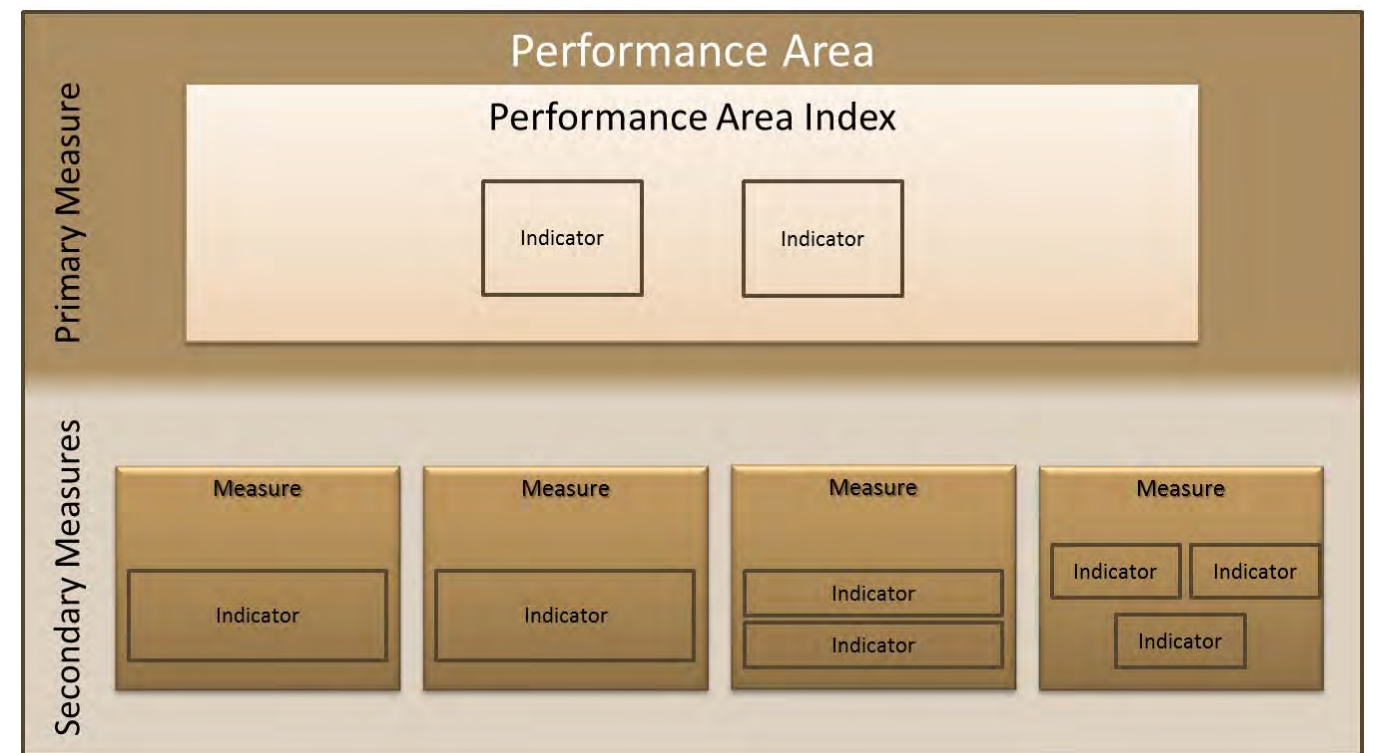 Performance Area
Primary Measure
Performance Area Index
Indicator
Indicator
Secondary Measures
Measure
Indicator
Measure
Indicator
Measure
Indicator
Indicator
Measure
Indicator
Indicator
Indicator